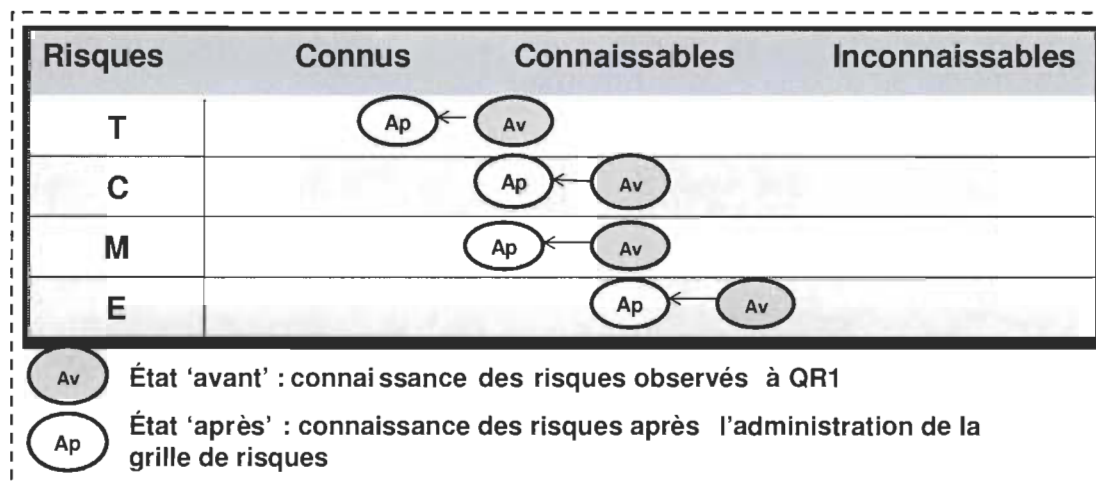 Risques Connus Connaissables Inconnaissables
T Ap Av
C Ap Av
M Ap Av
E Ap Av
Av État 'avant' : connaissance des risques observés à QR1
Ap État 'après' : connaissance des risques après l'administration de la
grille de risques